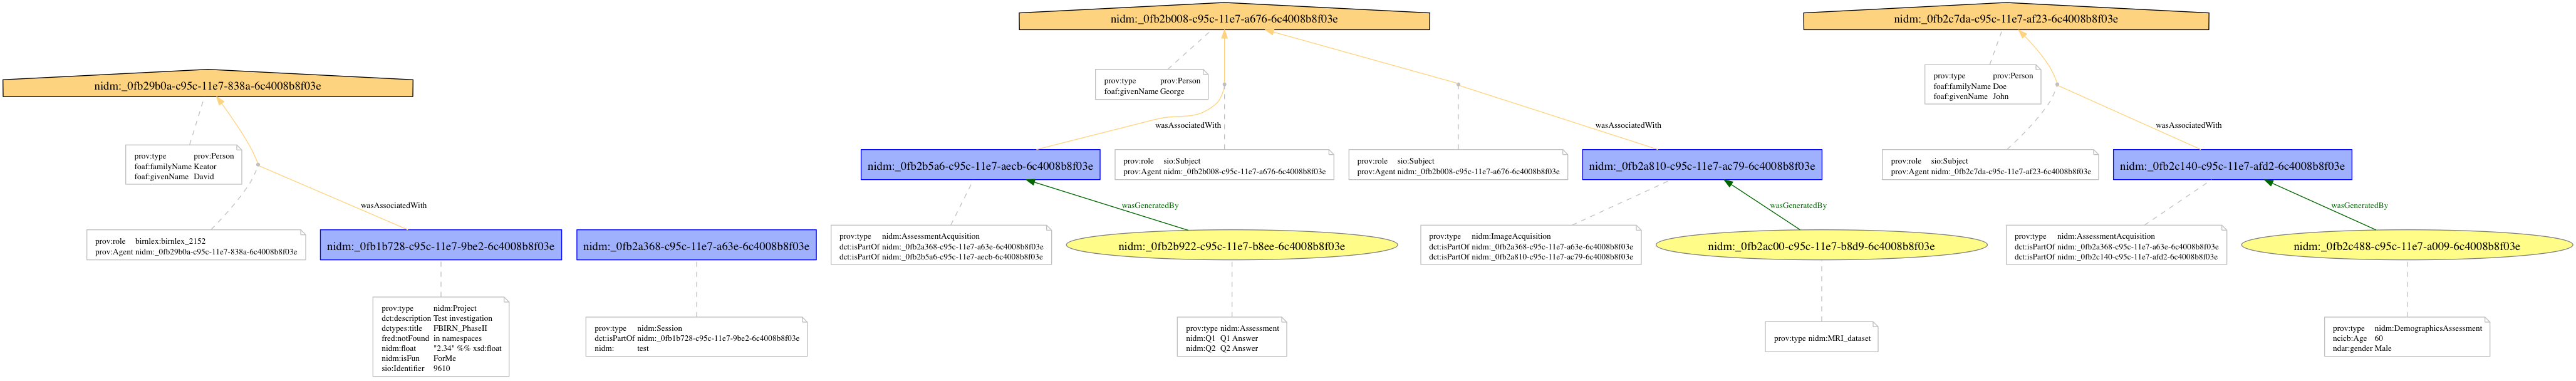 nidm:_0fb2b008-c95c-11e7-a676-6c4008b8f03e
nidm:_0fb2c7da-c95c-11e7-af23-6c4008b8f03e
nidm:_0fb29b0a-c95c-11e7-838a-6c4008b8f03e
prov:type prov:Person
foaf:givenName George
prov:type prov:Person
foaf:familyName Doe
foaf:givenName John
wasAssociatedWith
wasAssociatedWith
wasAssociatedWith
prov:type prov:Person
foaf:familyName Keator
foaf:givenName David
nidm:_0fb2b5a6-c95c-11e7-aecb-6c4008b8f03e
prov:role sio:Subject
prov:Agent nidm:_0fb2b008-c95c-11e7-a676-6c4008b8f03e
prov:role sio:Subject
prov:Agent nidm:_0fb2b008-c95c-11e7-a676-6c4008b8f03e
nidm:_0fb2a810-c95c-11e7-ac79-6c4008b8f03e
prov:role sio:Subject
prov:Agent nidm:_0fb2c7da-c95c-11e7-af23-6c4008b8f03e
nidm:_0fb2c140-c95c-11e7-afd2-6c4008b8f03e
wasAssociatedWith
wasGeneratedBy
wasGeneratedBy
wasGeneratedBy
prov:role birnlex:birnlex_2152
prov:Agent nidm:_0fb29b0a-c95c-11e7-838a-6c4008b8f03e
nidm:_0fb1b728-c95c-11e7-9be2-6c4008b8f03e
nidm:_0fb2a368-c95c-11e7-a63e-6c4008b8f03e
prov:type nidm:AssessmentAcquisition
dct:isPartOf nidm:_0fb2a368-c95c-11e7-a63e-6c4008b8f03e
dct:isPartOf nidm:_0fb2b5a6-c95c-11e7-aecb-6c4008b8f03e
nidm:_0fb2b922-c95c-11e7-b8ee-6c4008b8f03e
prov:type nidm:ImageAcquisition
dct:isPartOf nidm:_0fb2a368-c95c-11e7-a63e-6c4008b8f03e
dct:isPartOf nidm:_0fb2a810-c95c-11e7-ac79-6c4008b8f03e
nidm:_0fb2ac00-c95c-11e7-b8d9-6c4008b8f03e
prov:type nidm:AssessmentAcquisition
dct:isPartOf nidm:_0fb2a368-c95c-11e7-a63e-6c4008b8f03e
dct:isPartOf nidm:_0fb2c140-c95c-11e7-afd2-6c4008b8f03e
nidm:_0fb2c488-c95c-11e7-a009-6c4008b8f03e
prov:type nidm:Project
dct:description Test investigation
dctypes:title FBIRN_PhaseII
fred:notFound in namespaces
nidm:float "2.34" %% xsd:float
nidm:isFun ForMe
sio:Identifier 9610
prov:type nidm:Session
dct:isPartOf nidm:_0fb1b728-c95c-11e7-9be2-6c4008b8f03e
nidm: test
prov:type nidm:Assessment
nidm:Q1 Q1 Answer
nidm:Q2 Q2 Answer
prov:type nidm:MRI_dataset
prov:type nidm:DemographicsAssessment
ncicb:Age 60
ndar:gender Male